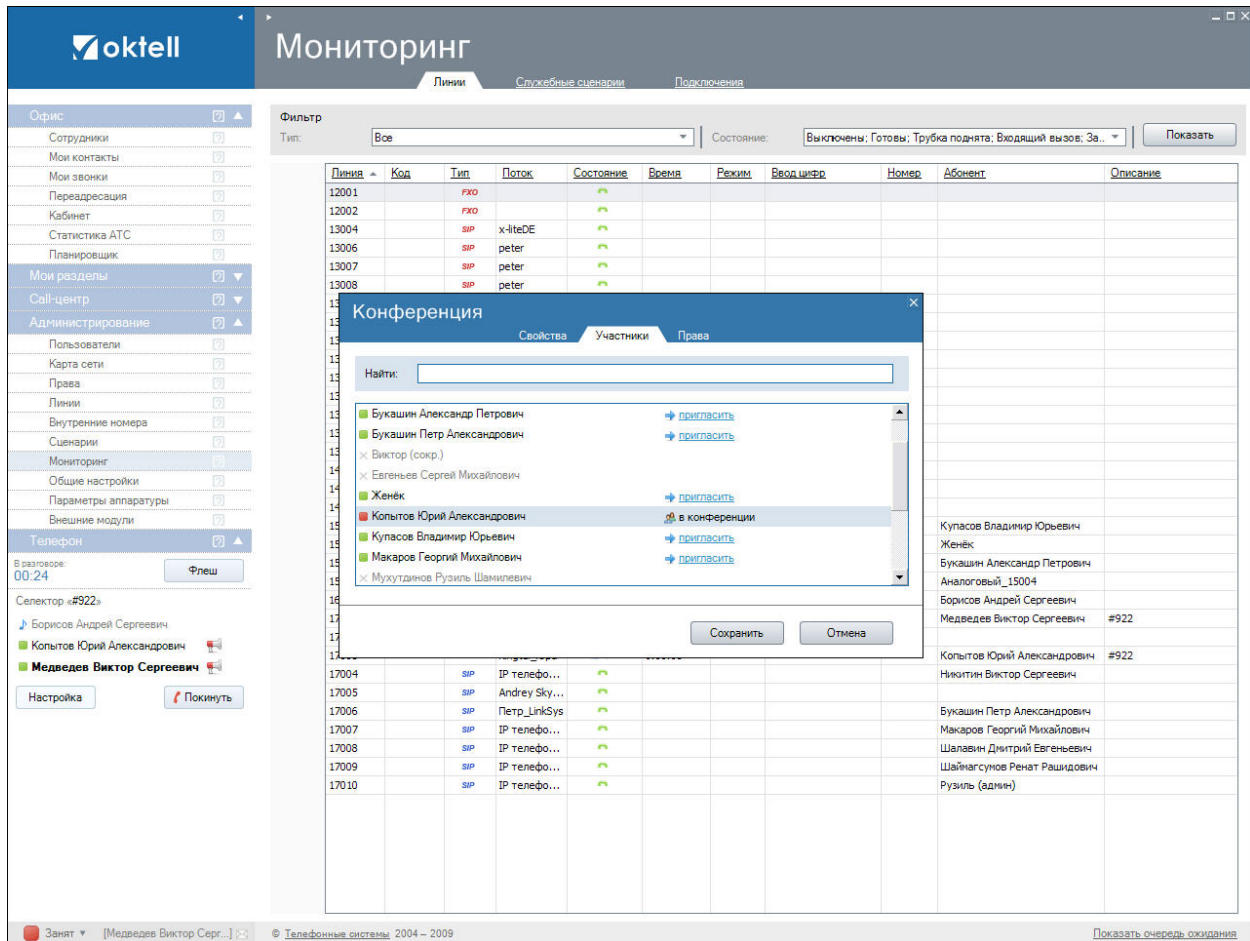 oktell
Мониторинг
Линии Служебные сценарии Подключения
Офис
Сотрудники
Мои контакты
Мои звонки
Переадресация
Кабинет
Статистика АТС
Планировщик
Мои разделы
Call-центр
Администрирование
Пользователи
Карта сети
Права
Линии
Внутренние номера
Сценарии
Мониторинг
Общие настройки
Параметры аппаратуры
Внешние модули
Телефон
В разговоре:
00:24
Флеш
Селектор «#922»
Борисов Андрей Сергеевич
Копытов Юрий Александрович
Медведев Виктор Сергеевич
Настройка Покинуть
Фильтр
Тип: Все Состояние: Выключены; Готовы; Трубка поднята; Входящий вызов; За.. Показать
Линия Код Тип Поток Состояние Время Режим Ввод цифр Номер Абонент Описание
12001 FXO
12002 FXO
13004 SIP x-liteDE
13006 SIP peter
13007 SIP peter
13008 SIP peter
Конференция
Свойства Участники Права
Найти:
Букашин Александр Петрович пригласить
Букашин Петр Александрович пригласить
Виктор (сокр.)
Евгеньев Сергей Михайлович
Женёк пригласить
Копытов Юрий Александрович в конференции
Купасов Владимир Юрьевич пригласить
Макаров Георгий Михайлович пригласить
Мухутдинов Рузиль Шамилевич
Сохранить Отмена
Купасов Владимир Юрьевич
Женёк
Букашин Александр Петрович
Аналоговый_15004
Борисов Андрей Сергеевич
Медведев Виктор Сергеевич #922
Копытов Юрий Александрович #922
17004 SIP IP телефо... Никитин Виктор Сергеевич
17005 SIP Andrey Sky...
17006 SIP Петр_LinkSys Букашин Петр Александрович
17007 SIP IP телефо... Макаров Георгий Михайлович
17008 SIP IP телефо... Шалавин Дмитрий Евгеньевич
17009 SIP IP телефо... Шаймагсумов Ренат Рашидович
17010 SIP IP телефо... Рузиль (админ)
Занят [Медведев Виктор Серг...] © Телефонные системы 2004 – 2009 Показать очередь ожидания